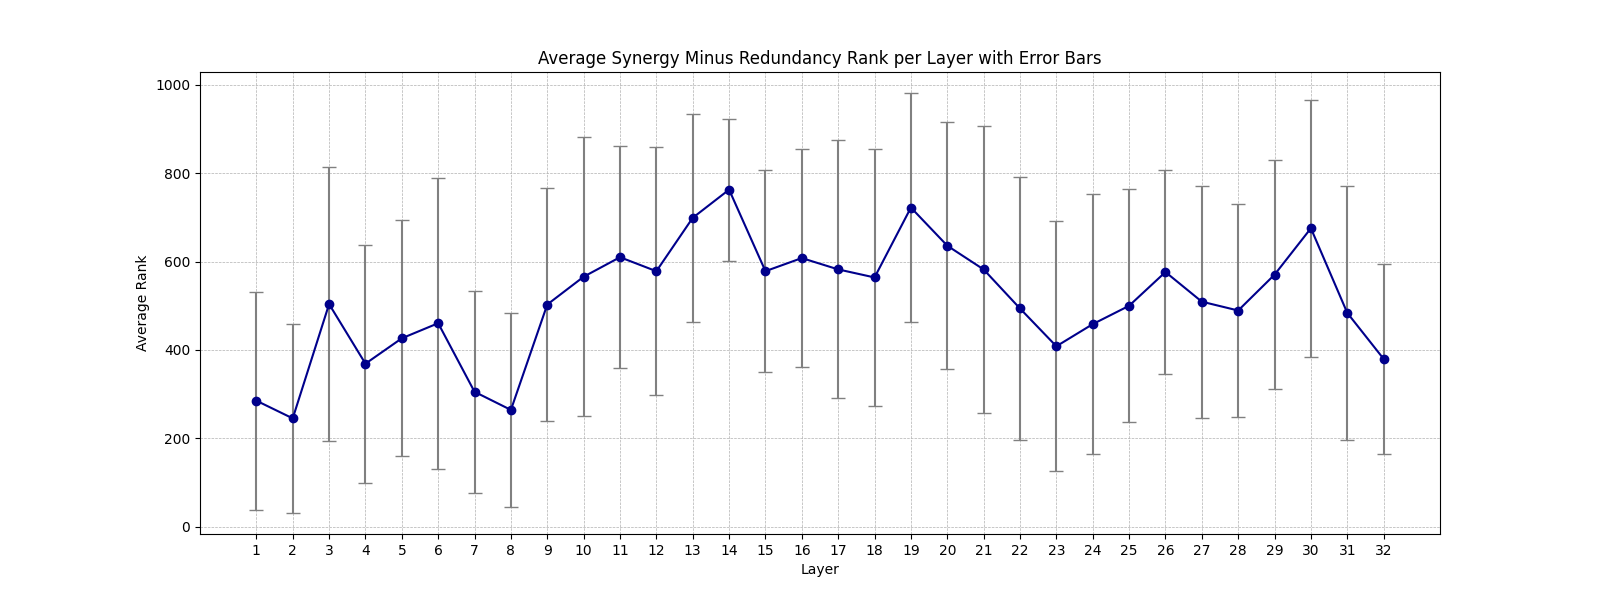 Average Synergy Minus Redundancy Rank per Layer with Error Bars
1000
800
600
400
200
0
Average Rank
1 2 3 4 5 6 7 8 9 10 11 12 13 14 15 16 17 18 19 20 21 22 23 24 25 26 27 28 29 30 31 32
Layer